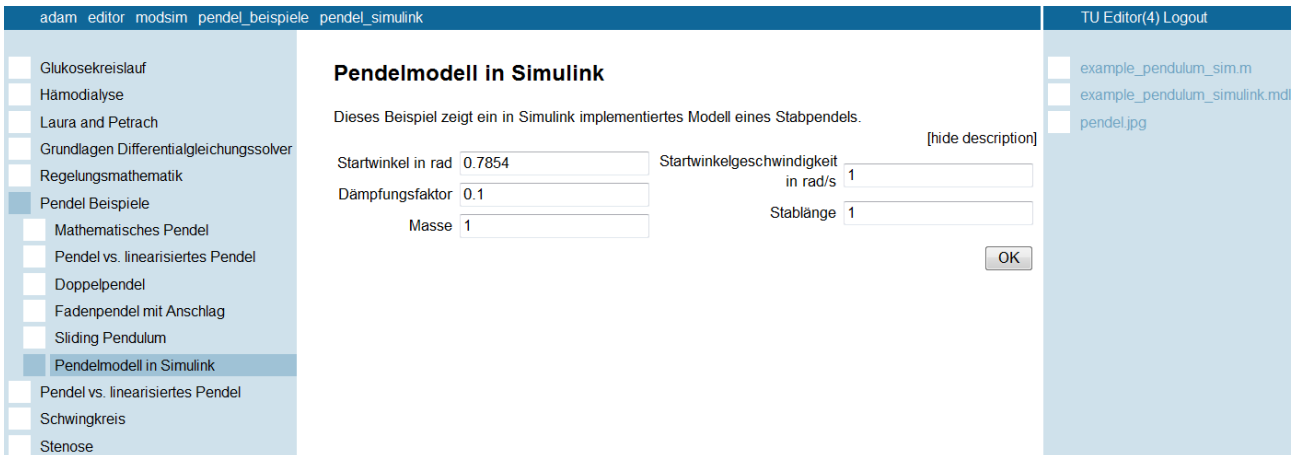 adam editor modsim pendel_beispiele pendel_simulink
TU Editor(4) Logout
Glukosekreislauf
Hämodialyse
Laura and Petrach
Grundlagen Differentialgleichungssolver
Regelungsmathematik
Pendel Beispiele
Mathematisches Pendel
Pendel vs. linearisiertes Pendel
Doppelpendel
Fadenpendel mit Anschlag
Sliding Pendulum
Pendelmodell in Simulink
Pendel vs. linearisiertes Pendel
Schwingkreis
Stenose
Pendelmodell in Simulink
Dieses Beispiel zeigt ein in Simulink implementiertes Modell eines Stabpendels.
[hide description]
Startwinkel in rad 0.7854
Dämpfungsfaktor 0.1
Masse 1
Startwinkelgeschwindigkeit
in rad/s 1
Stablänge 1
OK
example_pendulum_sim.m
example_pendulum_simulink.mdl
pendel.jpg